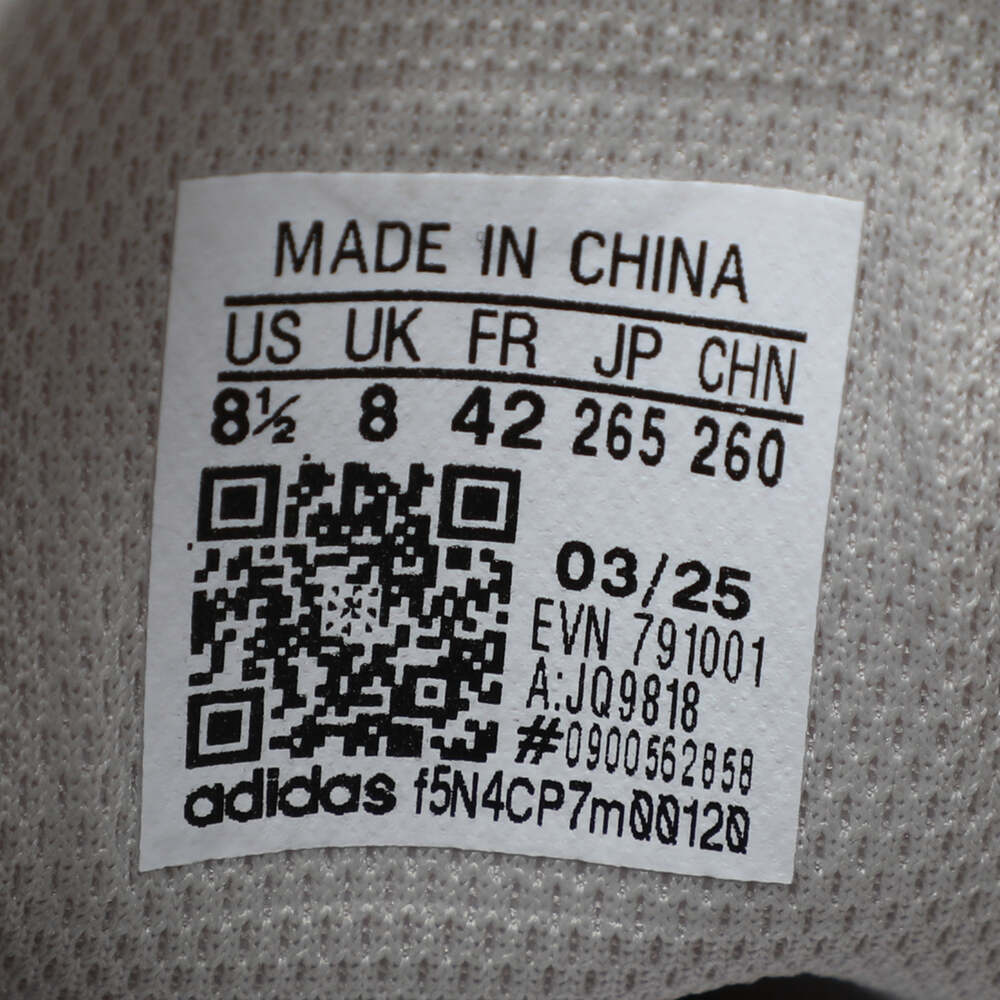 MADE IN CHINA
US UK FR JP CHN
8½ 8 42 265 260
03/25
EVN 791001
A:JQ9818
#0900562858
adidas f5N4CP7m00120